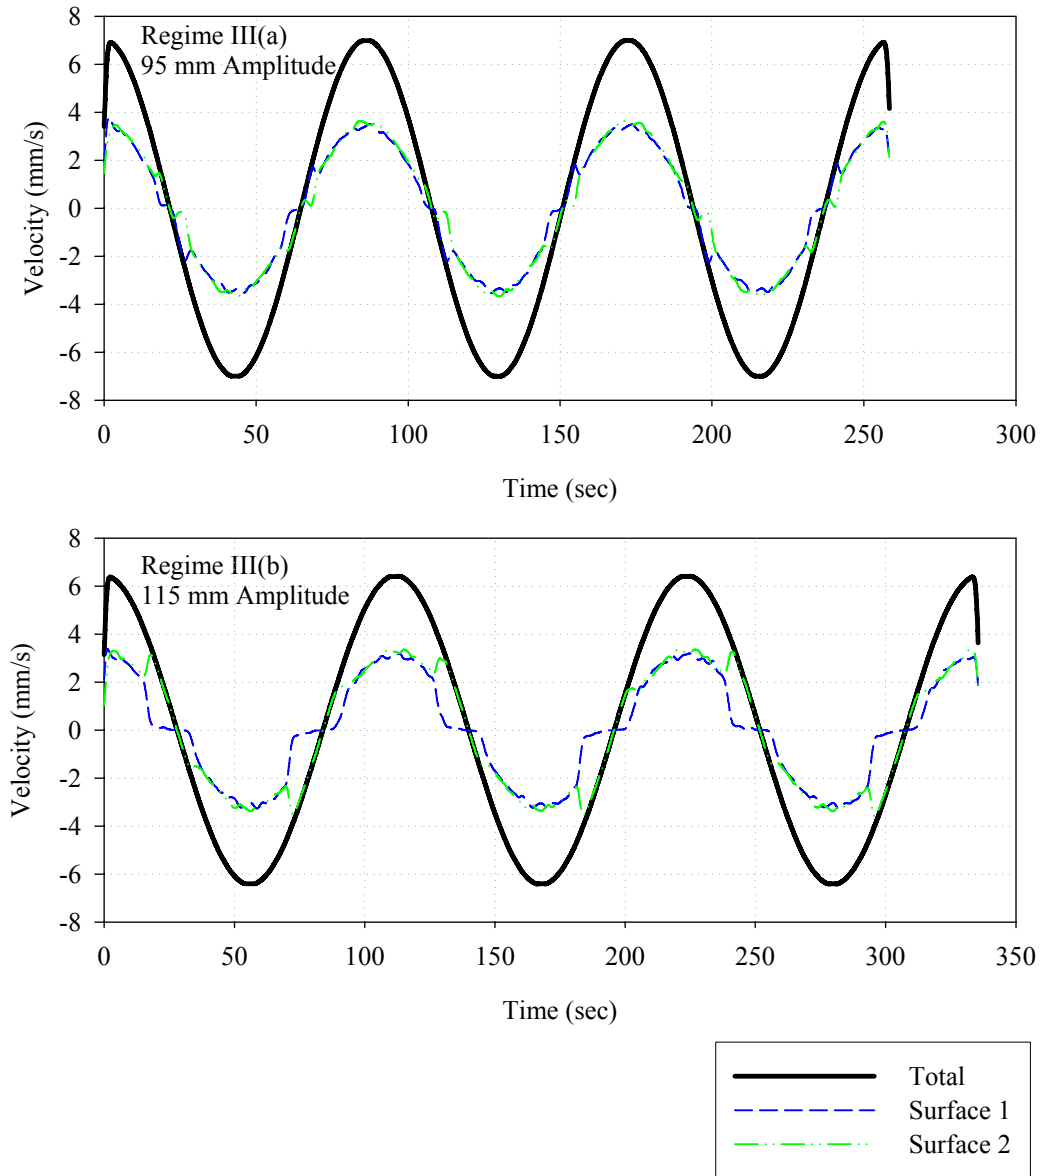 8
6
4
2
0
-2
-4
-6
-8
Velocity (mm/s)
Regime III(a)
95 mm Amplitude
0 50 100 150 200 250 300
Time (sec)
8
6
4
2
0
-2
-4
-6
-8
Velocity (mm/s)
Regime III(b)
115 mm Amplitude
0 50 100 150 200 250 300 350
Time (sec)
Total
Surface 1
Surface 2